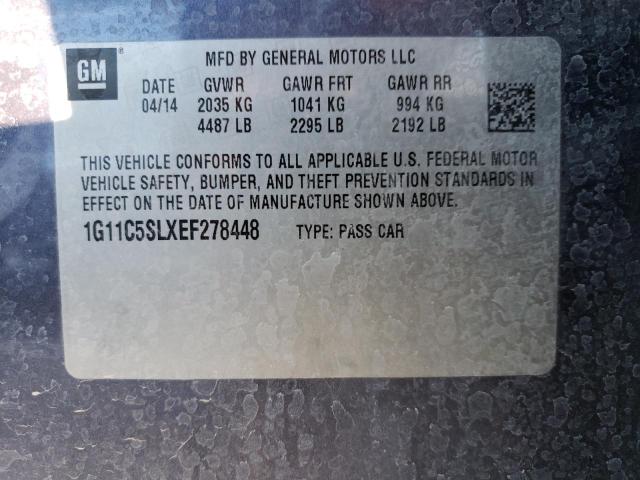 GM ®
MFD BY GENERAL MOTORS LLC
DATE GVWR GAWR FRT GAWR RR
04/14 2035 KG 1041 KG 994 KG
4487 LB 2295 LB 2192 LB
THIS VEHICLE CONFORMS TO ALL APPLICABLE U.S. FEDERAL MOTOR
VEHICLE SAFETY, BUMPER, AND THEFT PREVENTION STANDARDS IN
EFFECT ON THE DATE OF MANUFACTURE SHOWN ABOVE.
1G11C5SLXEF278448 TYPE: PASS CAR